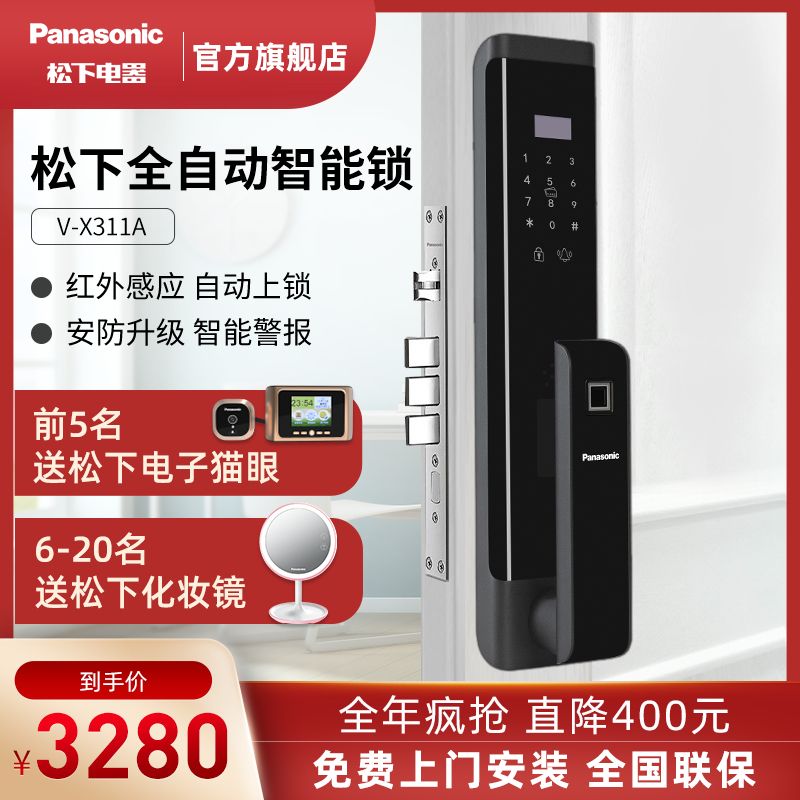 Panasonic
松下电器
官方旗舰店
松下全自动智能锁
V-X311A
红外感应 自动上锁
安防升级 智能警报
Panasonic
1 2 3
4 5 6
7 8 9
* 0 #
前5名
送松下电子猫眼
Panasonic
23:54
Panasonic
6-20名
送松下化妆镜
Panasonic
到手价
¥3280
全年疯抢 直降400元
免费上门安装 全国联保